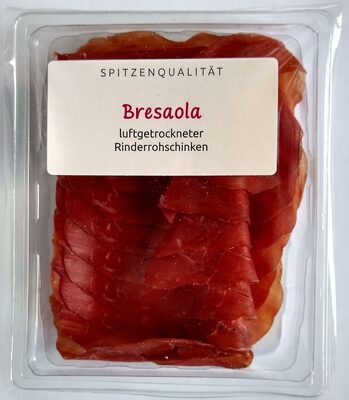 SPITZENQUALITÄT
Bresaola
luftgetrockneter
Rinderrohschinken